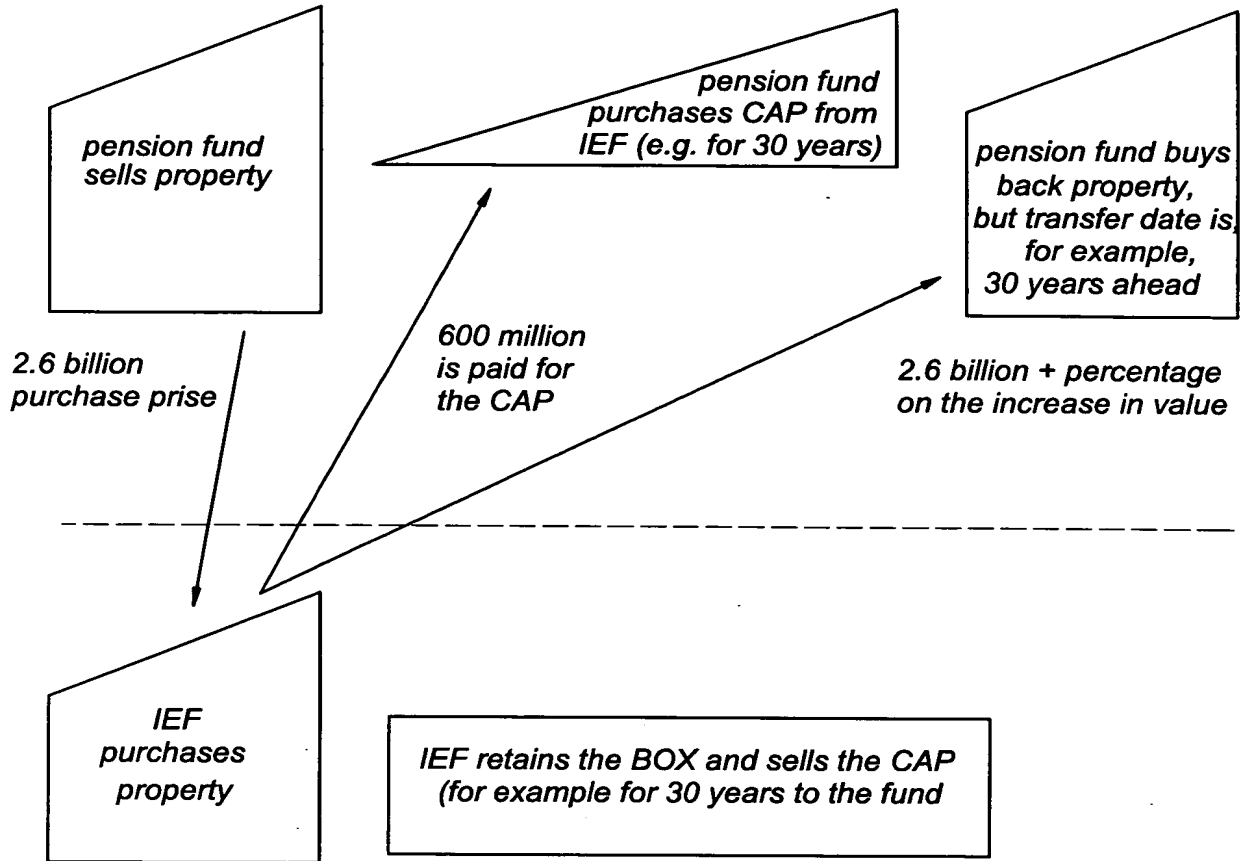 pension fund
sells property
pension fund
purchases CAP from
IEF (e.g. for 30 years)
pension fund buys
back property,
but transfer date is,
for example,
30 years ahead
2.6 billion
purchase prise
600 million
is paid for
the CAP
2.6 billion + percentage
on the increase in value
IEF
purchases
property
IEF retains the BOX and sells the CAP
(for example for 30 years to the fund